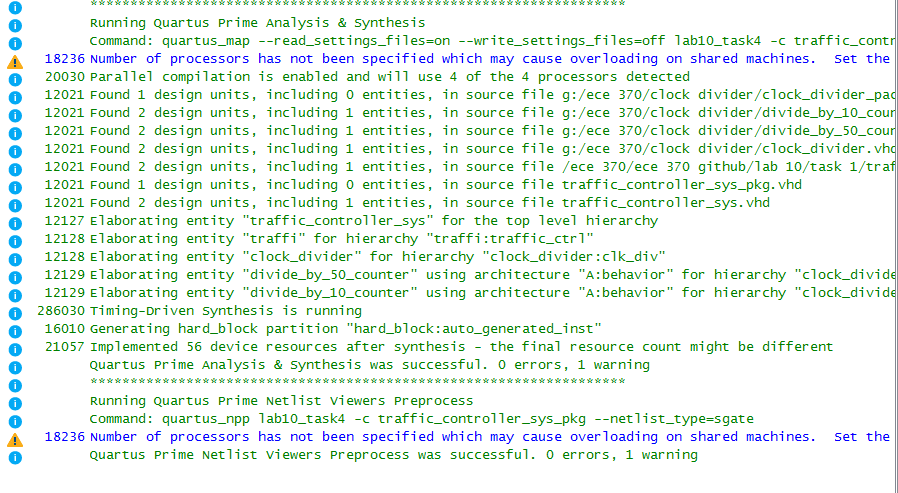 ****************************************************************
Running Quartus Prime Analysis & Synthesis
Command: quartus_map --read_settings_files=on --write_settings_files=off lab10_task4 -c traffic_contr
18236 Number of processors has not been specified which may cause overloading on shared machines.  Set the
20030 Parallel compilation is enabled and will use 4 of the 4 processors detected
12021 Found 1 design units, including 0 entities, in source file g:/ece 370/clock divider/clock_divider_pac
12021 Found 2 design units, including 1 entities, in source file g:/ece 370/clock divider/divide_by_10_coun
12021 Found 2 design units, including 1 entities, in source file g:/ece 370/clock divider/divide_by_50_coun
12021 Found 2 design units, including 1 entities, in source file g:/ece 370/clock divider/clock_divider.vhd
12021 Found 2 design units, including 1 entities, in source file /ece 370/ece 370 github/lab 10/task 1/traf
12021 Found 1 design units, including 0 entities, in source file traffic_controller_sys_pkg.vhd
12021 Found 2 design units, including 1 entities, in source file traffic_controller_sys.vhd
12127 Elaborating entity "traffic_controller_sys" for the top level hierarchy
12128 Elaborating entity "traffi" for hierarchy "traffi:traffic_ctrl"
12128 Elaborating entity "clock_divider" for hierarchy "clock_divider:clk_div"
12129 Elaborating entity "divide_by_50_counter" using architecture "A:behavior" for hierarchy "clock_divide
12129 Elaborating entity "divide_by_10_counter" using architecture "A:behavior" for hierarchy "clock_divide
286030 Timing-Driven Synthesis is running
16010 Generating hard_block partition "hard_block:auto_generated_inst"
21057 Implemented 56 device resources after synthesis - the final resource count might be different
Quartus Prime Analysis & Synthesis was successful. 0 errors, 1 warning
****************************************************************
Running Quartus Prime Netlist Viewers Preprocess
Command: quartus_npp lab10_task4 -c traffic_controller_sys_pkg --netlist_type=sgate
18236 Number of processors has not been specified which may cause overloading on shared machines.  Set the
Quartus Prime Netlist Viewers Preprocess was successful. 0 errors, 1 warning